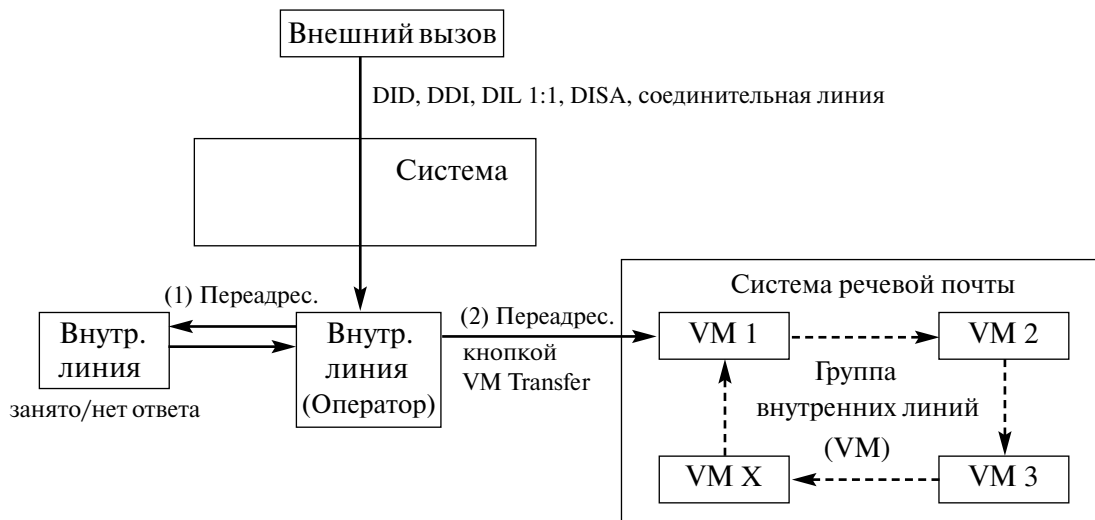 Внешний вызов
DID, DDI, DIL 1:1, DISA, соединительная линия
Система
(1) Переадрес.
Внутр.
линия
занято/нет ответа
Внутр.
линия
(Оператор)
(2) Переадрес.
кнопкой
VM Transfer
Система речевой почты
VM 1
VM 2
Группа
внутренних линий
(VM)
VM X
VM 3